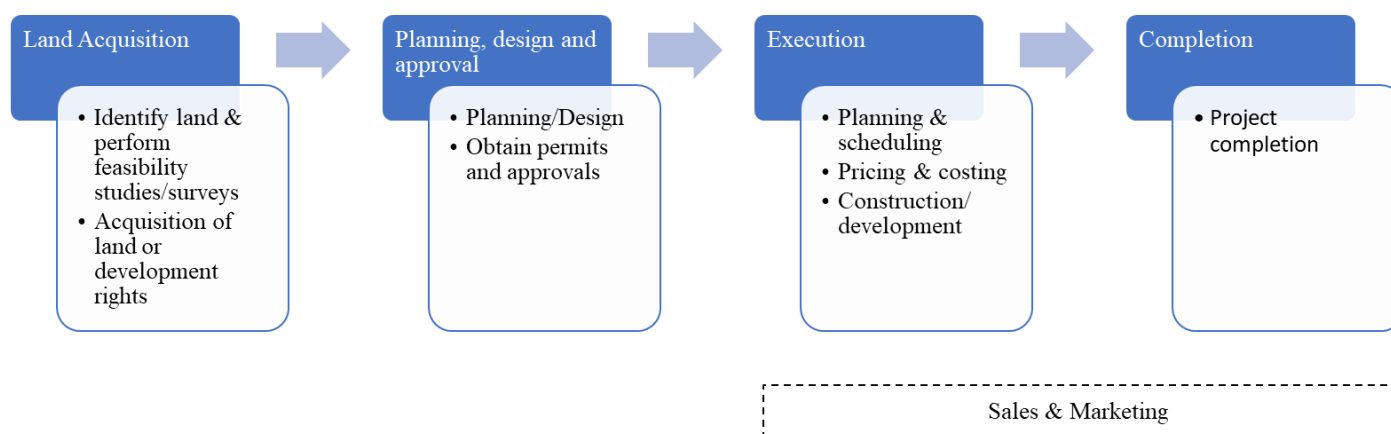 Land Acquisition
• Identify land &
perform
feasibility
studies/surveys
• Acquisition of
land or
development
rights
Planning, design and
approval
• Planning/Design
• Obtain permits
and approvals
Execution
• Planning &
scheduling
• Pricing & costing
• Construction/
development
Completion
• Project
completion
Sales & Marketing